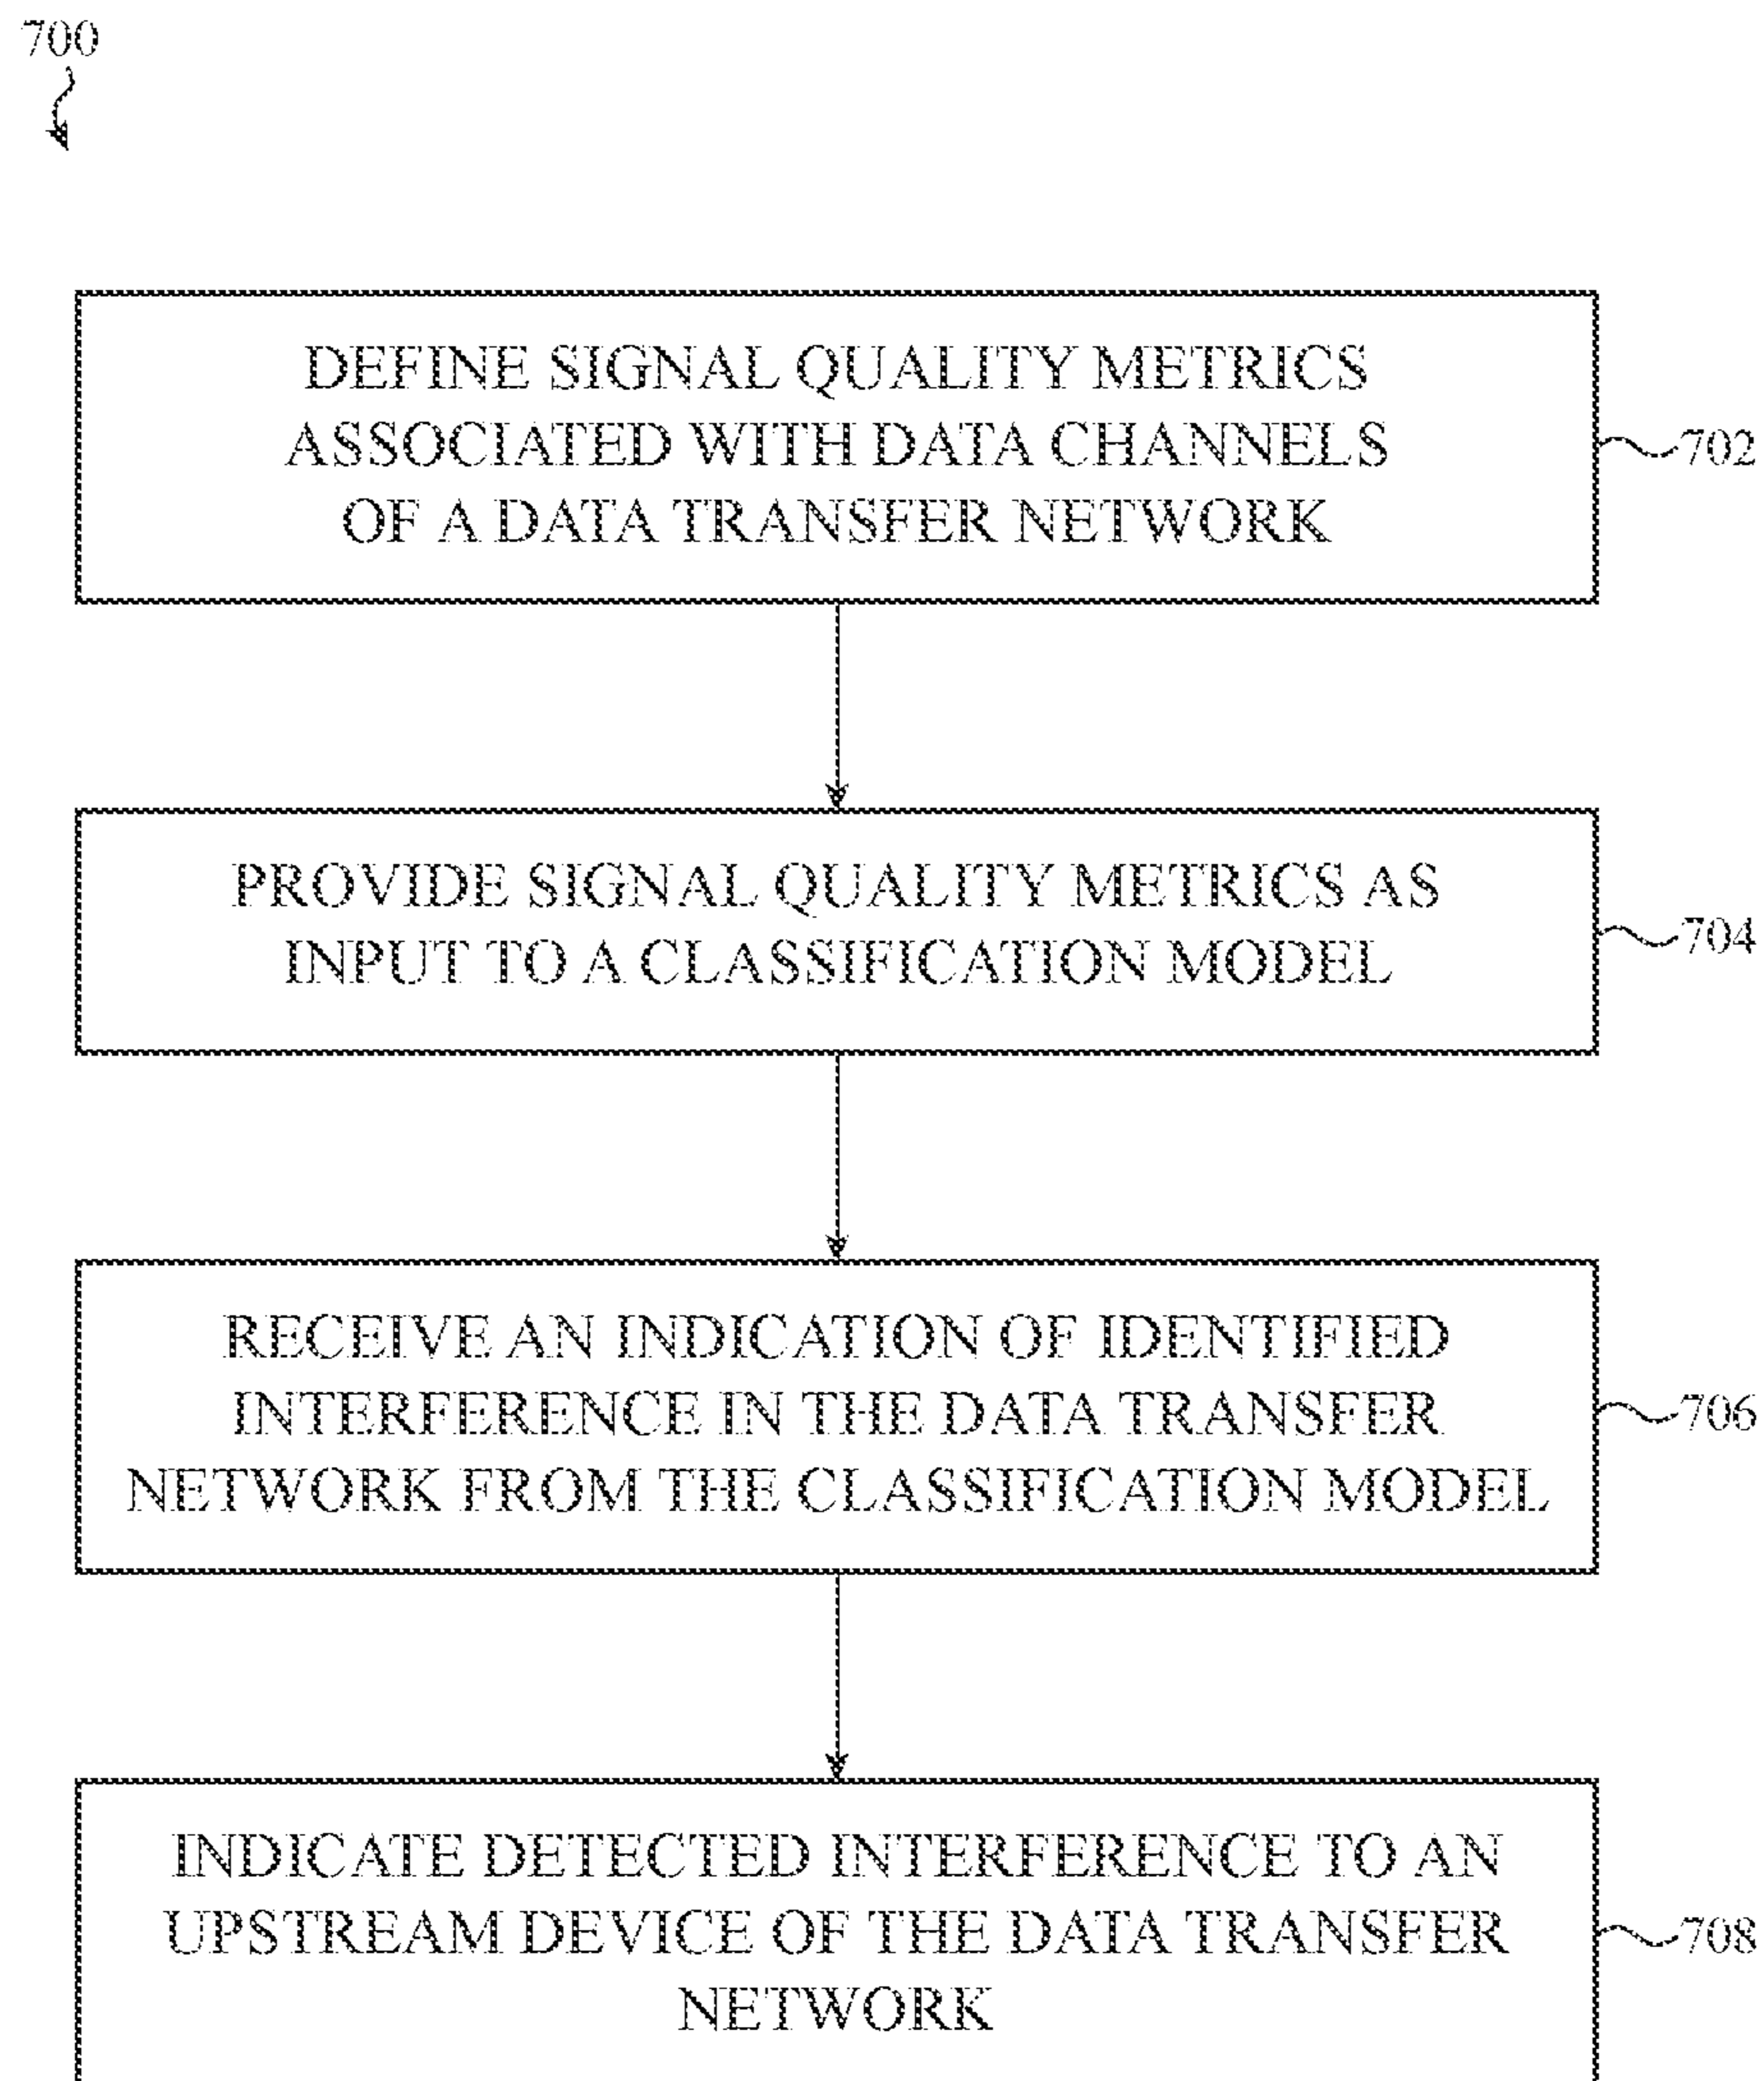 700
DEFINE SIGNAL QUALITY METRICS
ASSOCIATED WITH DATA CHANNELS
OF A DATA TRANSFER NETWORK
702
PROVIDE SIGNAL QUALITY METRICS AS
INPUT TO A CLASSIFICATION MODEL
704
RECEIVE AN INDICATION OF IDENTIFIED
INTERFERENCE IN THE DATA TRANSFER
NETWORK FROM THE CLASSIFICATION MODEL
706
INDICATE DETECTED INTERFERENCE TO AN
UPSTREAM DEVICE OF THE DATA TRANSFER
NETWORK
708